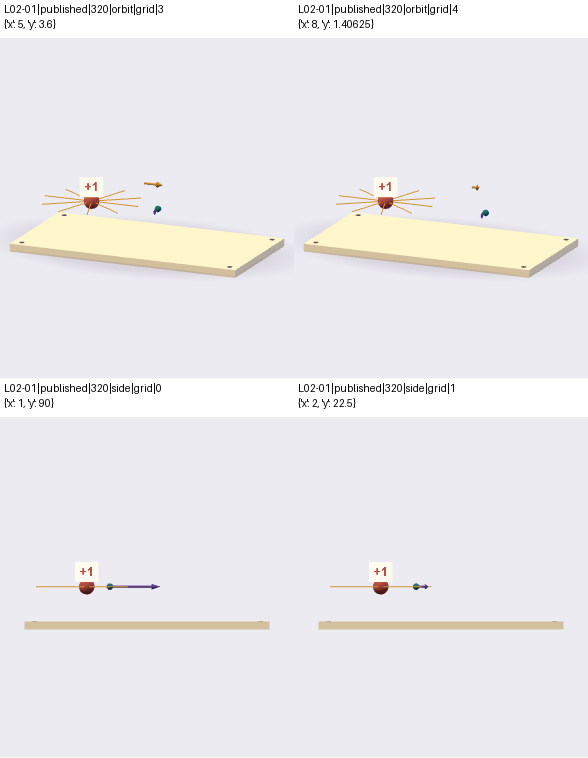 L02-01|published|320|orbit|grid|3
{'x': 5, 'y': 3.6}
L02-01|published|320|orbit|grid|4
{'x': 8, 'y': 1.40625}
+1
+1
L02-01|published|320|side|grid|0
{'x': 1, 'y': 90}
L02-01|published|320|side|grid|1
{'x': 2, 'y': 22.5}
+1
+1